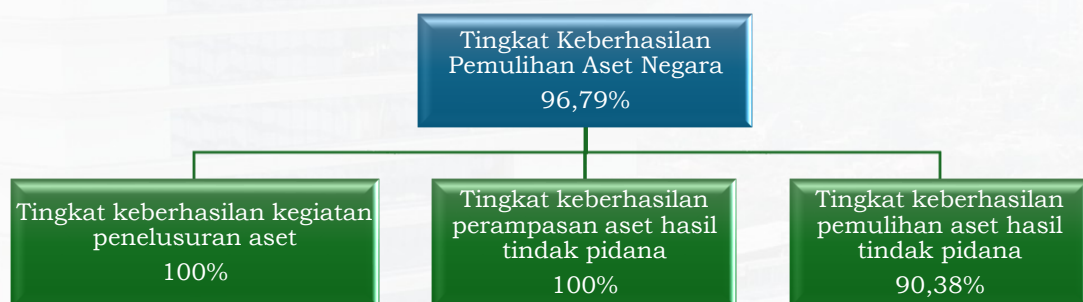 Tingkat Keberhasilan
Pemulihan Aset Negara
96,79%
Tingkat keberhasilan kegiatan
penelusuran aset
100%
Tingkat keberhasilan
perampasan aset hasil
tindak pidana
100%
Tingkat keberhasilan
pemulihan aset hasil
tindak pidana
90,38%